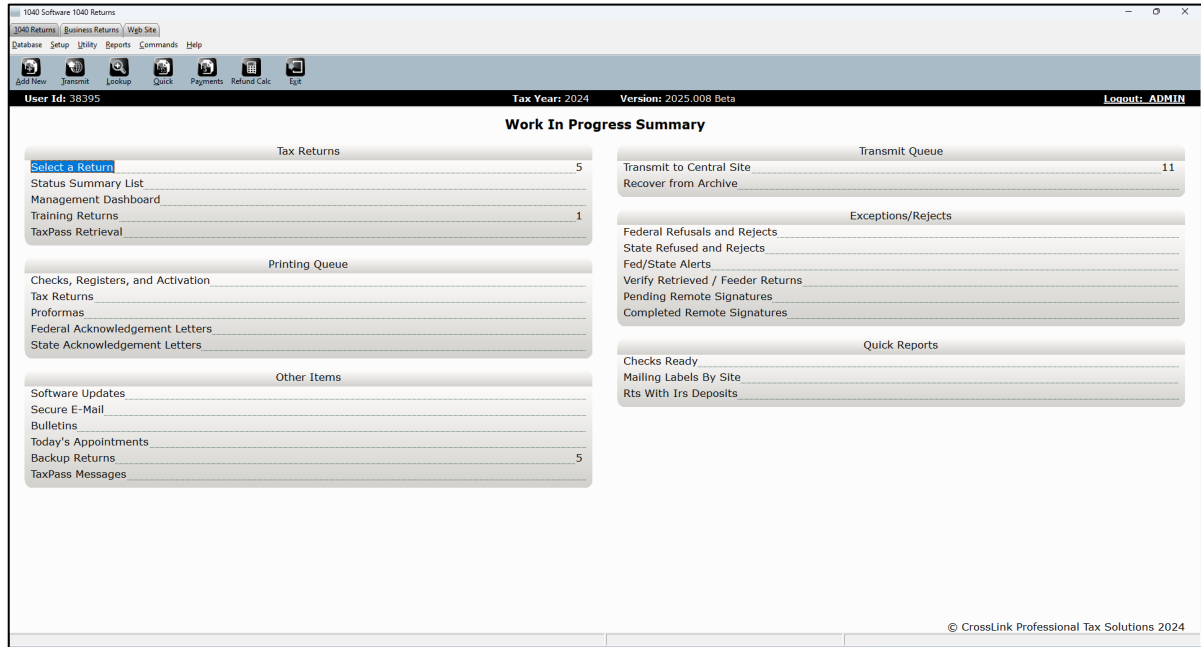 1040 Software 1040 Returns
1040 Returns Business Returns Web Site
Database Setup Utility Reports Commands Help
Add New Transmit Lookup Quick Payments Refund Calc Exit
User Id: 38395 Tax Year: 2024 Version: 2025.008 Beta Logout: ADMIN
Work In Progress Summary
Tax Returns
Select a Return 5
Status Summary List
Management Dashboard
Training Returns 1
TaxPass Retrieval
Printing Queue
Checks, Registers, and Activation
Tax Returns
Proformas
Federal Acknowledgement Letters
State Acknowledgement Letters
Other Items
Software Updates
Secure E-Mail
Bulletins
Today's Appointments
Backup Returns 5
TaxPass Messages
Transmit Queue
Transmit to Central Site 11
Recover from Archive
Exceptions/Rejects
Federal Refusals and Rejects
State Refused and Rejects
Fed/State Alerts
Verify Retrieved / Feeder Returns
Pending Remote Signatures
Completed Remote Signatures
Quick Reports
Checks Ready
Mailing Labels By Site
Rts With Irs Deposits
© CrossLink Professional Tax Solutions 2024